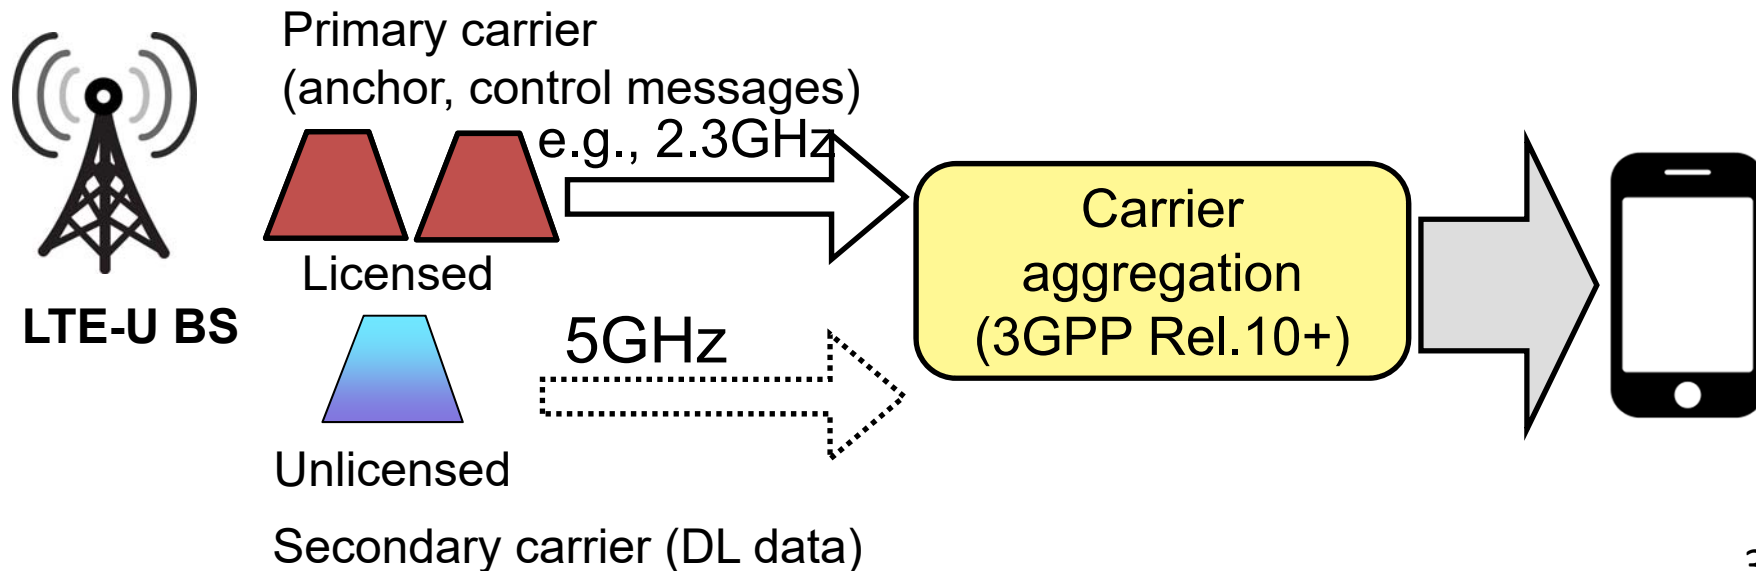 Primary carrier
(anchor, control messages)
e.g., 2.3GHz
Licensed
LTE-U BS
5GHz
Unlicensed
Secondary carrier (DL data)
Carrier
aggregation
(3GPP Rel.10+)